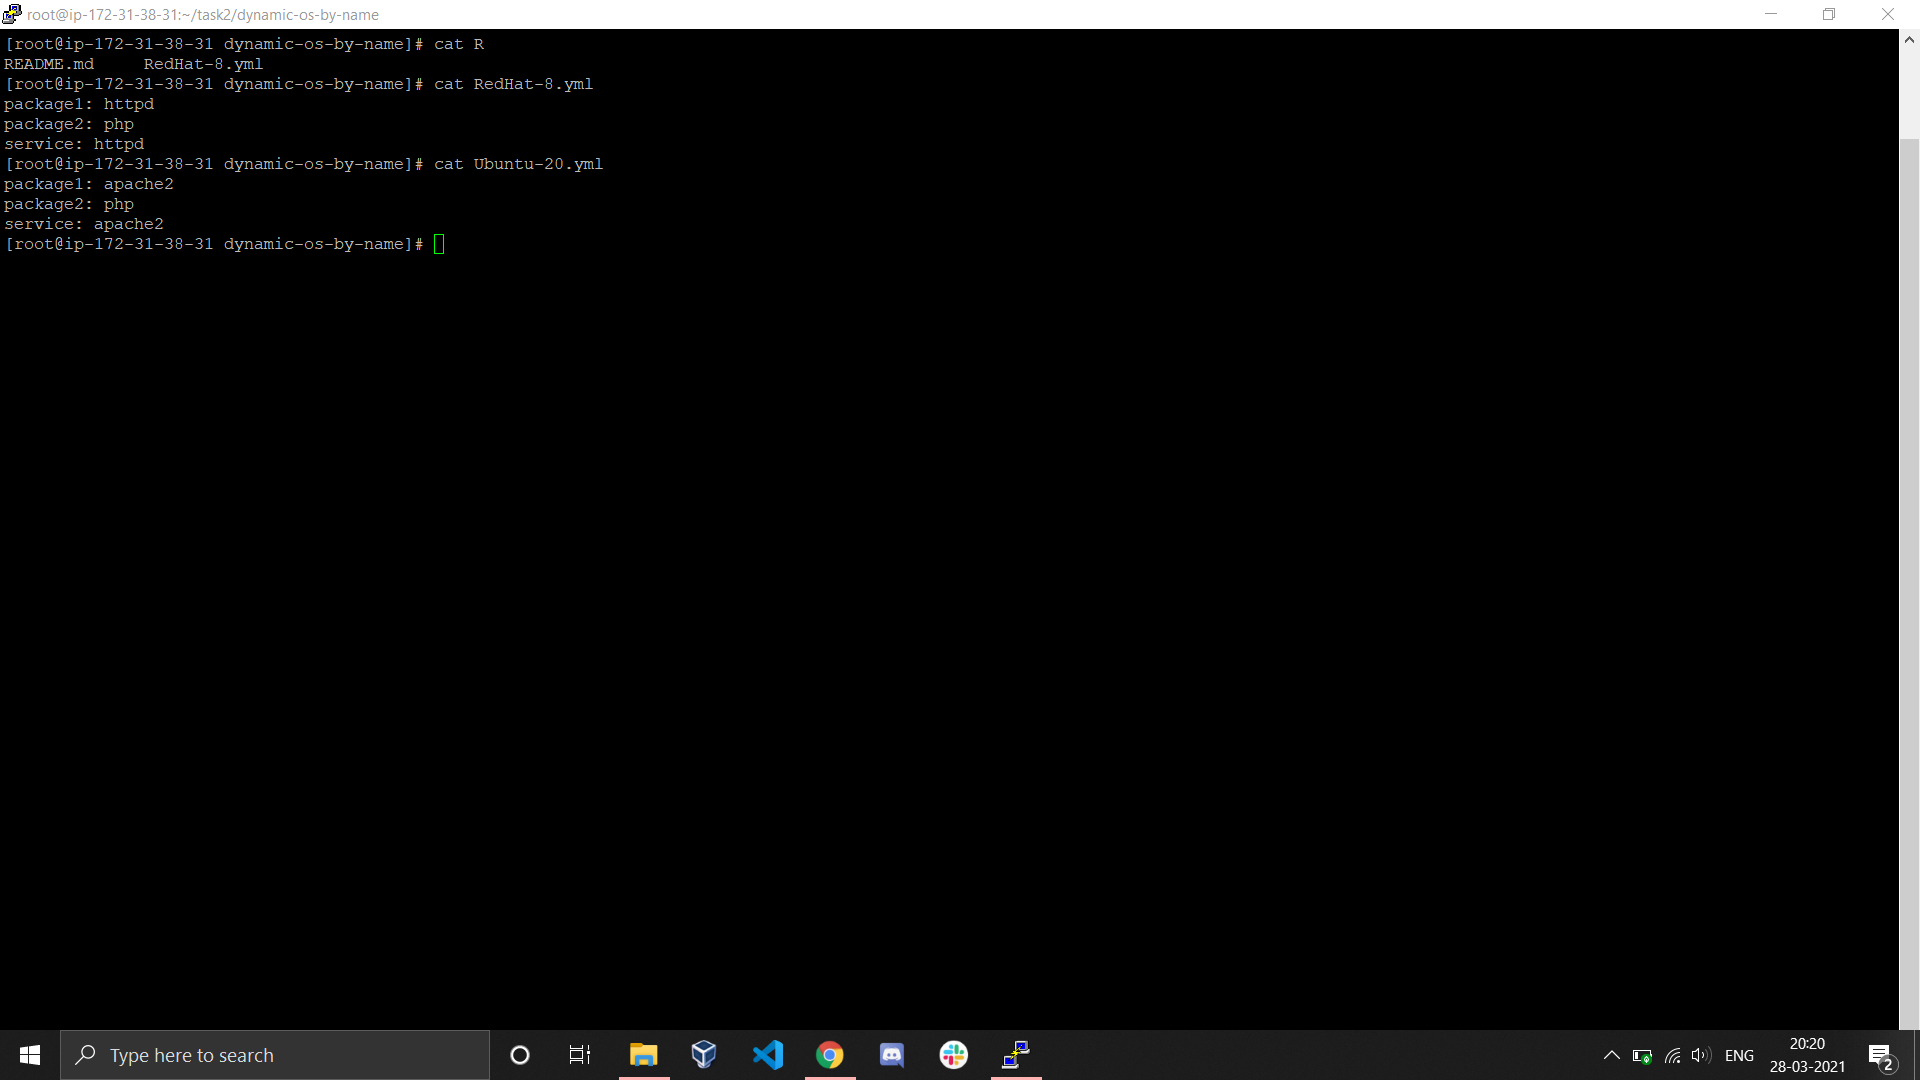 root@ip-172-31-38-31:~/task2/dynamic-os-by-name
[root@ip-172-31-38-31 dynamic-os-by-name]# cat R
README.md     RedHat-8.yml
[root@ip-172-31-38-31 dynamic-os-by-name]# cat RedHat-8.yml
package1: httpd
package2: php
service: httpd
[root@ip-172-31-38-31 dynamic-os-by-name]# cat Ubuntu-20.yml
package1: apache2
package2: php
service: apache2
[root@ip-172-31-38-31 dynamic-os-by-name]#
Type here to search
ENG
20:20
28-03-2021
2